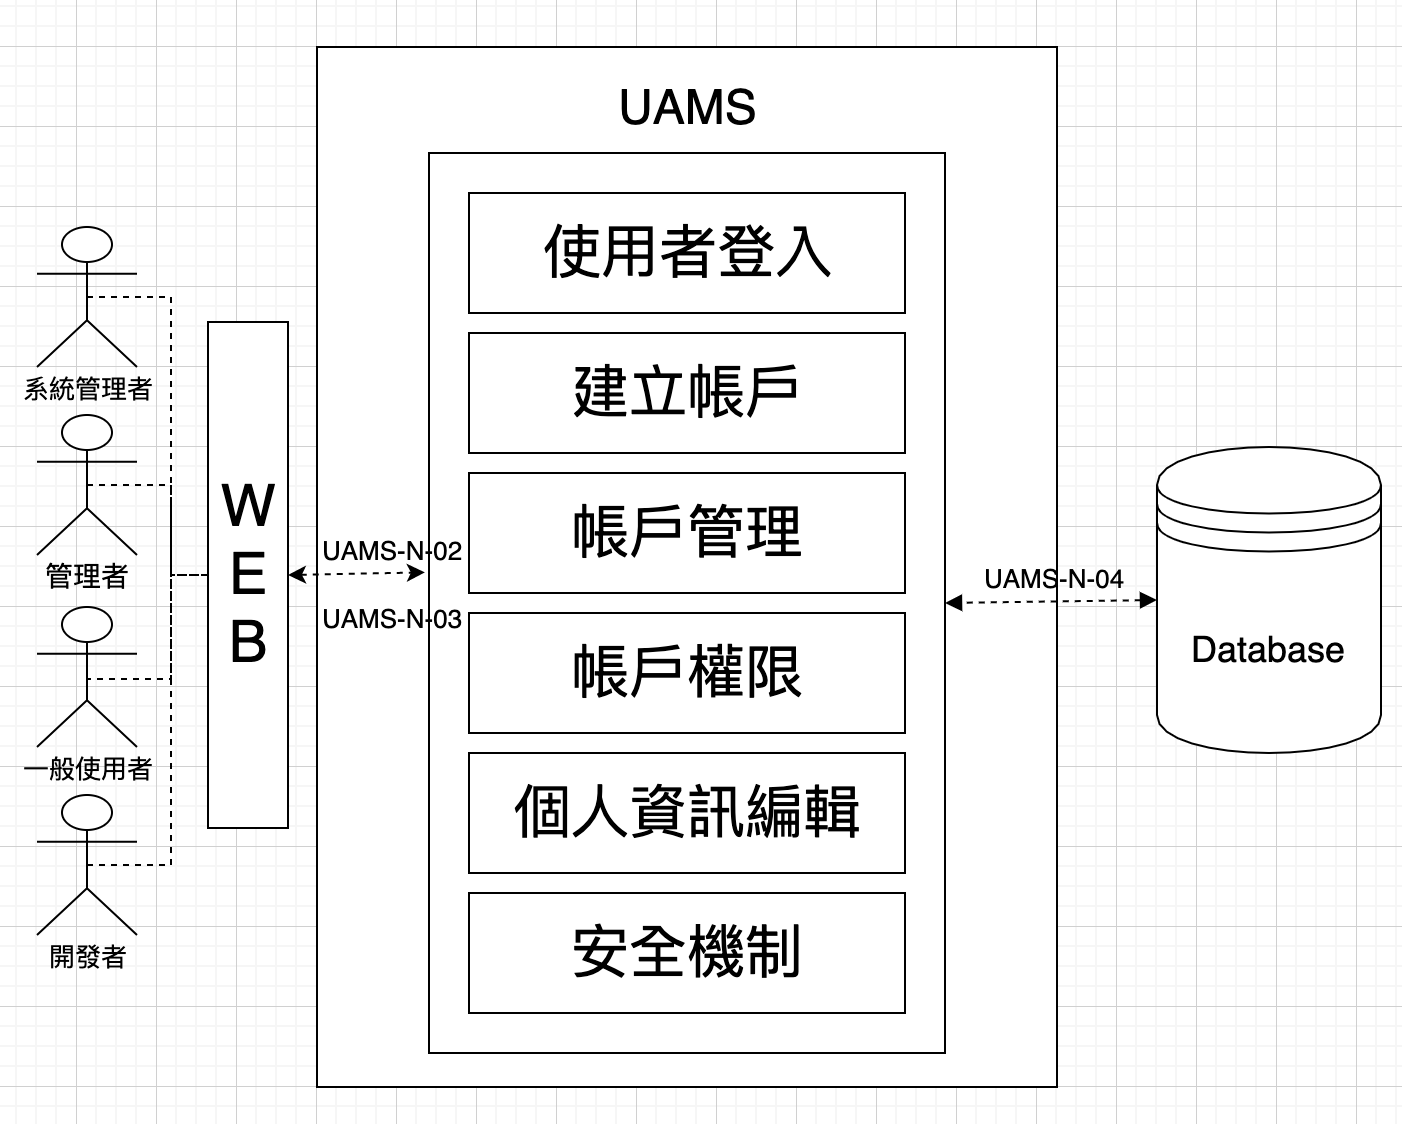 UAMS
使用者登入
建立帳戶
帳戶管理
帳戶權限
個人資訊編輯
安全機制
系統管理者
管理者
一般使用者
開發者
W
E
B
UAMS-N-02
UAMS-N-03
UAMS-N-04
Database